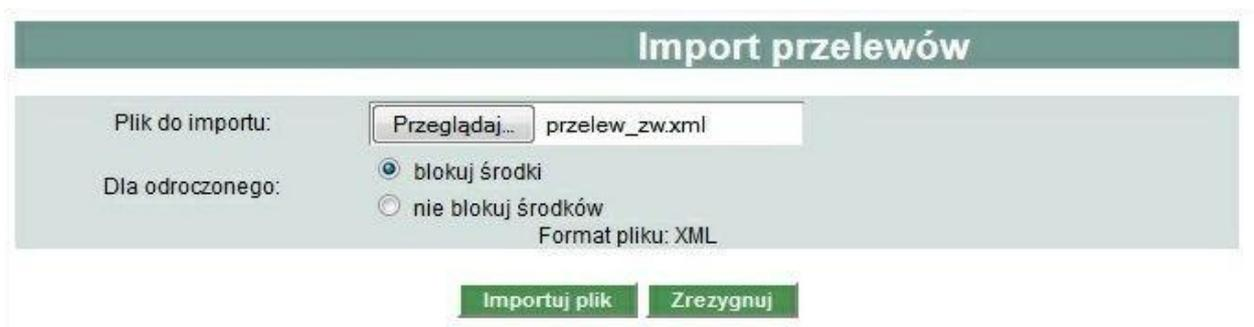 Import przelewów
Plik do importu: Przeglądaj... przelew_zw.xml
Dla odroczonego: blokuj środki
nie blokuj środków
Format pliku: XML
Importuj plik Zrezygnuj